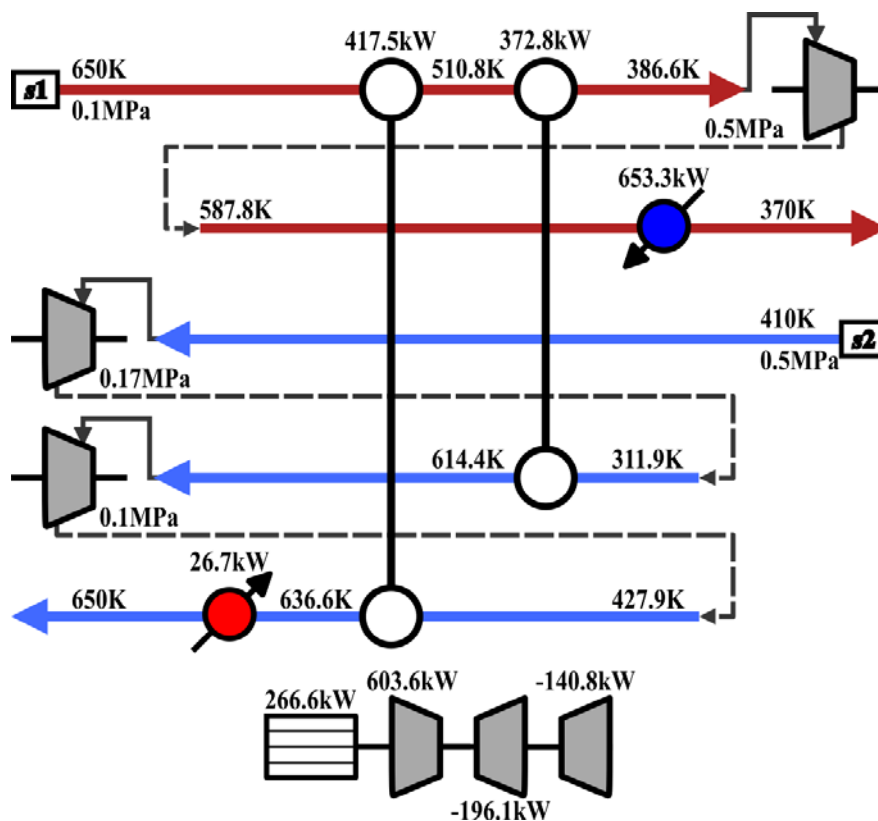 417.5kW 372.8kW
s1 650K 510.8K 386.6K
0.1MPa 0.5MPa
653.3kW
587.8K 370K
410K s2
0.17MPa 0.5MPa
614.4K 311.9K
0.1MPa
26.7kW
650K 636.6K 427.9K
603.6kW -140.8kW
266.6kW
-196.1kW